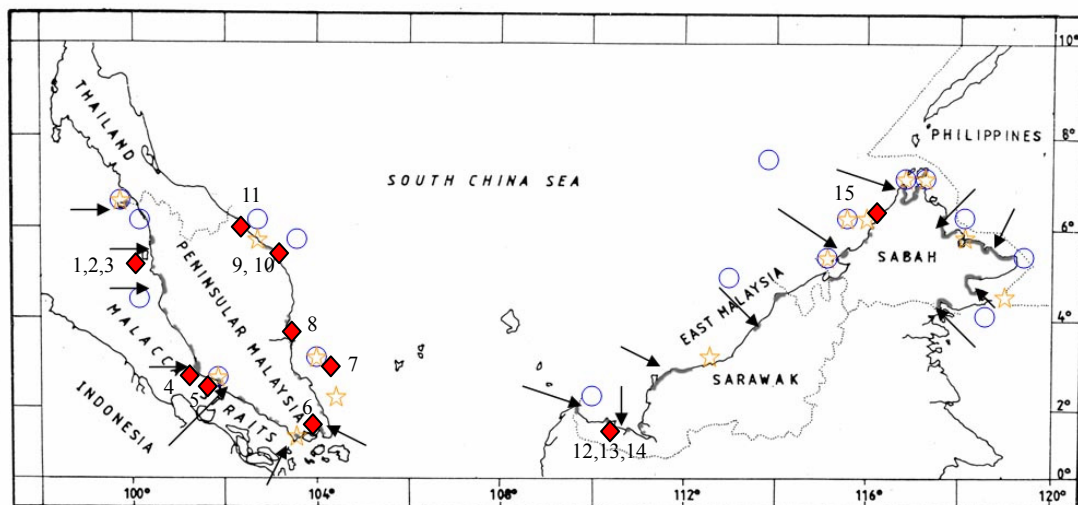 10°
THAILAND
PHILIPPINES
8°
SOUTH CHINA SEA
11
15
6°
1,2,3
9, 10
PENINSULAR MALAYSIA
SABAH
MALACC
RAITS
8
EAST MALAYSIA
4°
7
4
5
SARAWAK
INDONESIA
6
2°
12,13,14
0°
100°
104°
108°
112°
116°
120°